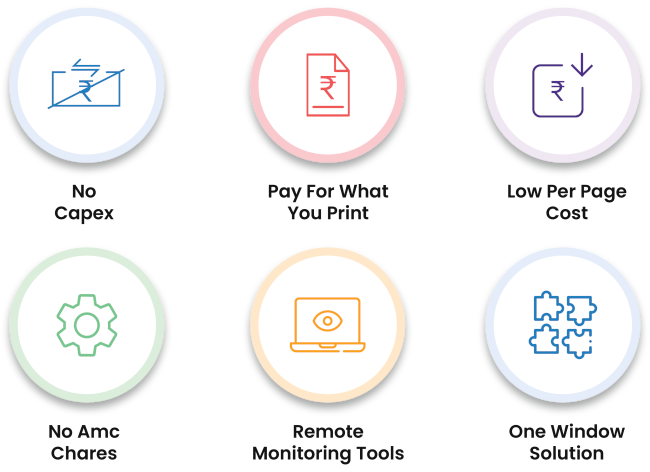 ₹
₹
₹
No
Capex
Pay For What
You Print
Low Per Page
Cost
No Amc
Chares
Remote
Monitoring Tools
One Window
Solution